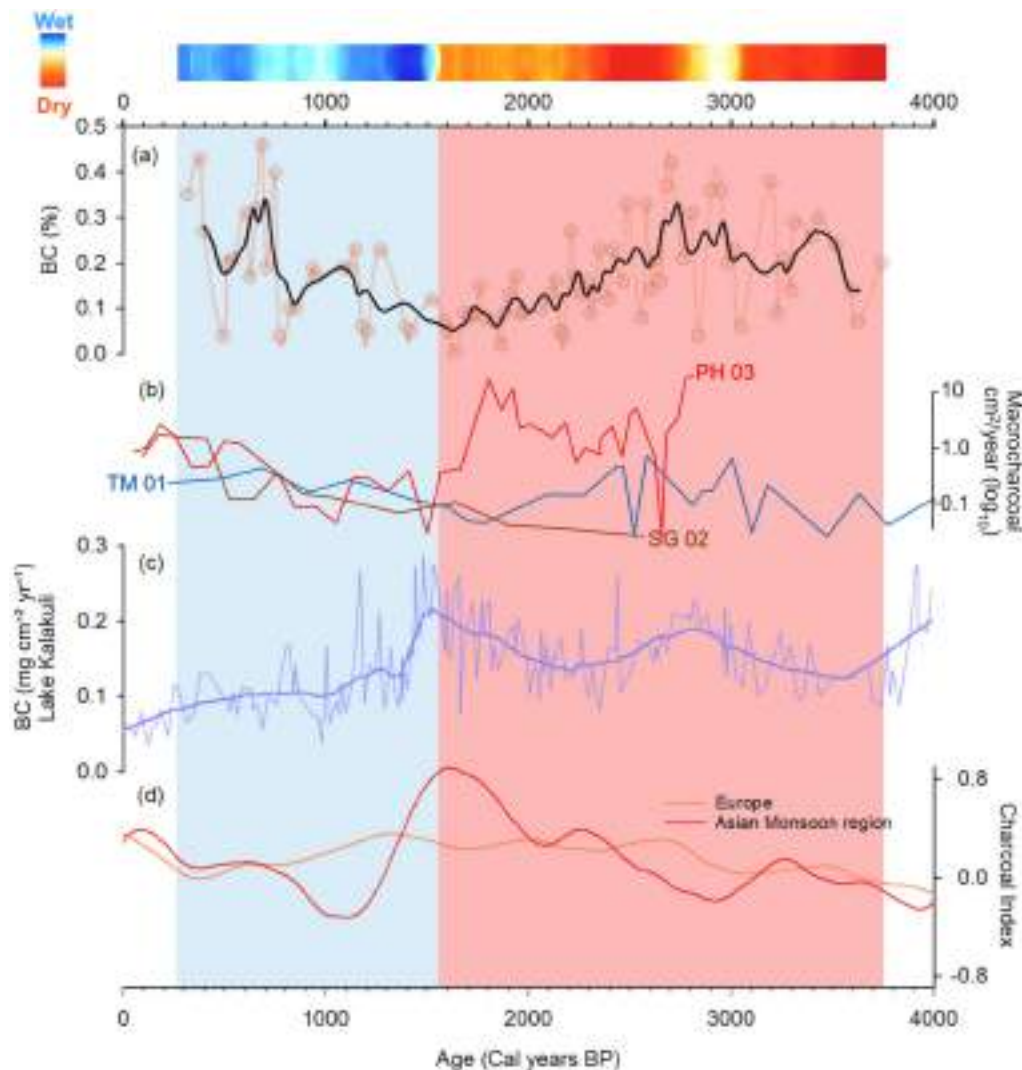 Wet
Dry
0 1000 2000 3000 4000
(a)
0.5
0.4
0.3
0.2
0.1
0.0
BC (%)
(b)
PH 03
TM 01
SG 02
10
1.0
0.1
Macrocharcoal
cm²/year (log₁₀)
(c)
0.3
0.2
0.1
0.0
BC (mg cm⁻² yr⁻¹)
Lake Kalakuli
(d)
Europe
Asian Monsoon region
0.8
0.0
-0.8
Charcoal Index
0 1000 2000 3000 4000
Age (Cal years BP)